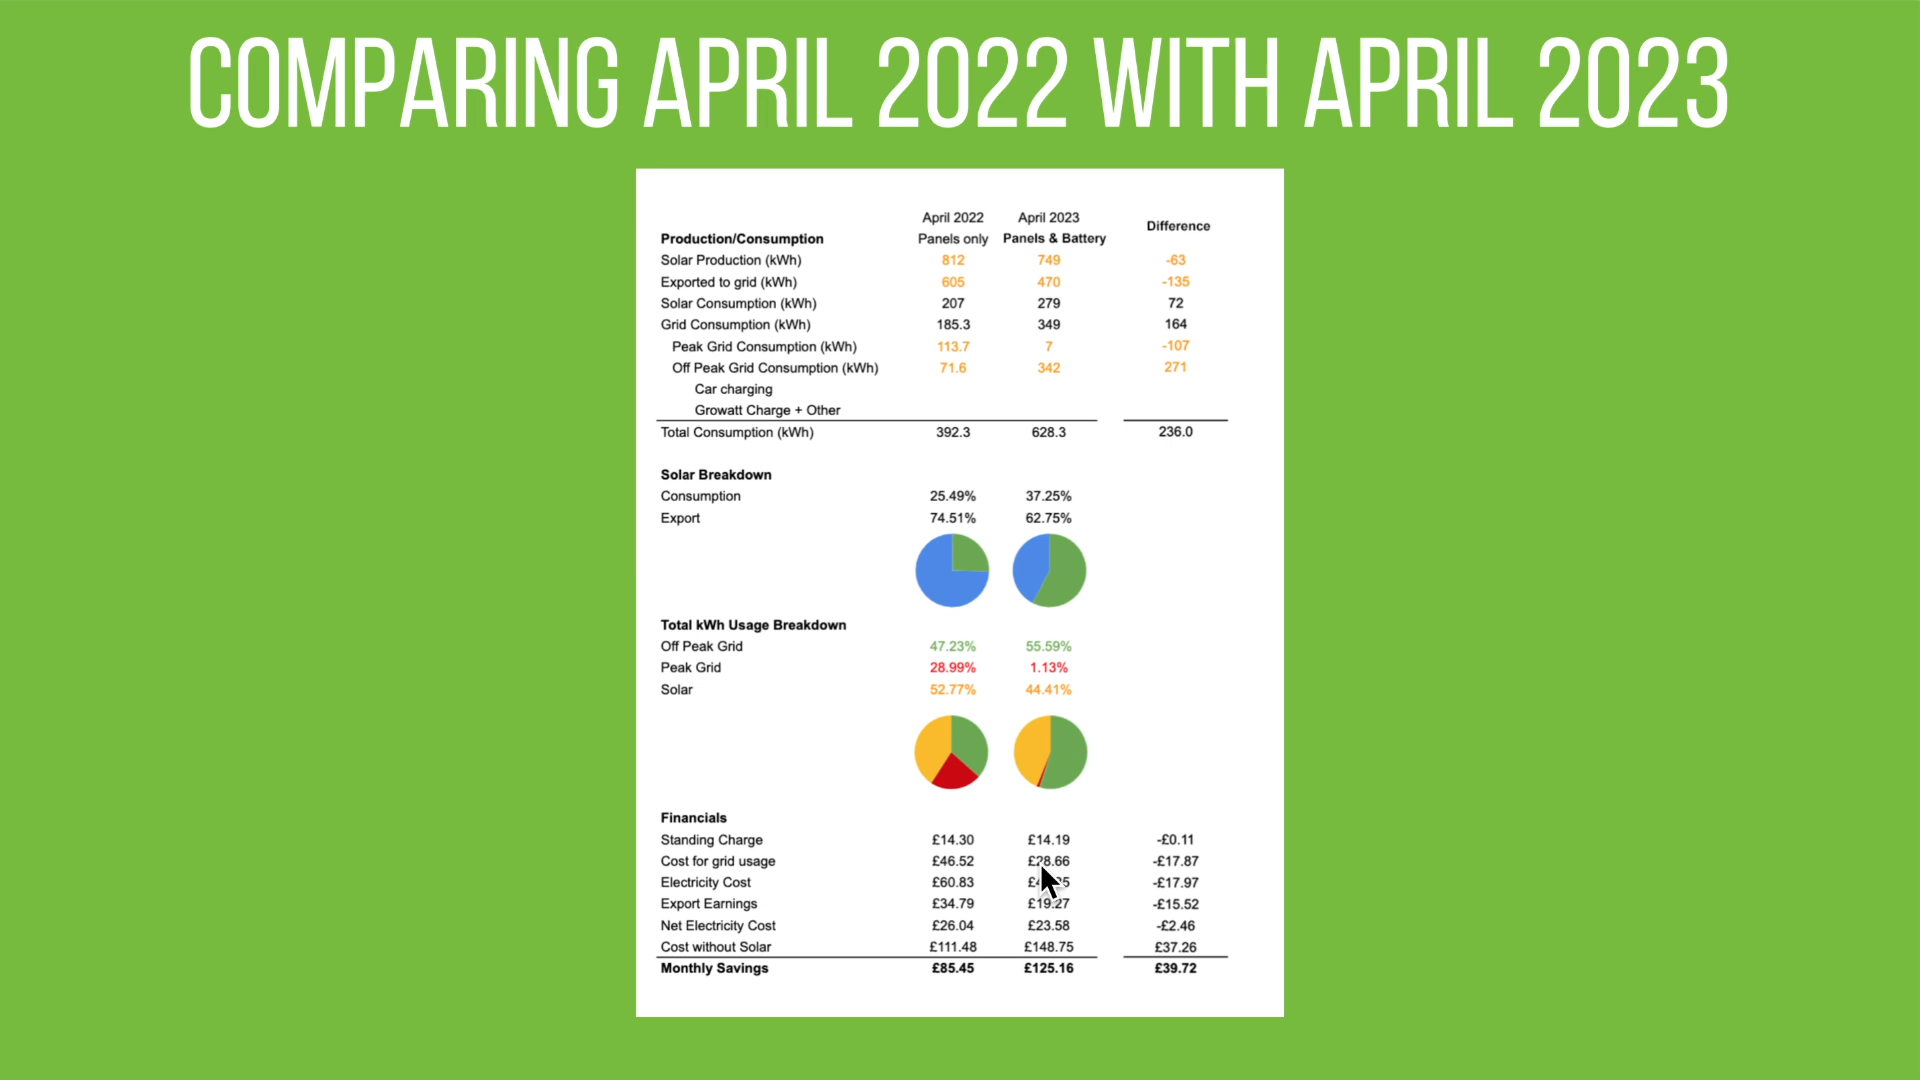 COMPARING APRIL 2022 WITH APRIL 2023
April 2022 April 2023 Difference
Production/Consumption Panels only Panels & Battery
Solar Production (kWh) 812 749 -63
Exported to grid (kWh) 605 470 -135
Solar Consumption (kWh) 207 279 72
Grid Consumption (kWh) 185.3 349 164
Peak Grid Consumption (kWh) 113.7 7 -107
Off Peak Grid Consumption (kWh) 71.6 342 271
Car charging
Growatt Charge + Other
Total Consumption (kWh) 392.3 628.3 236.0
Solar Breakdown
Consumption 25.49% 37.25%
Export 74.51% 62.75%
Total kWh Usage Breakdown
Off Peak Grid 47.23% 55.59%
Peak Grid 28.99% 1.13%
Solar 52.77% 44.41%
Financials
Standing Charge £14.30 £14.19 -£0.11
Cost for grid usage £46.52 £28.66 -£17.87
Electricity Cost £60.83 -£17.97
Export Earnings £34.79 £19.27 -£15.52
Net Electricity Cost £26.04 £23.58 -£2.46
Cost without Solar £111.48 £148.75 £37.26
Monthly Savings £85.45 £125.16 £39.72